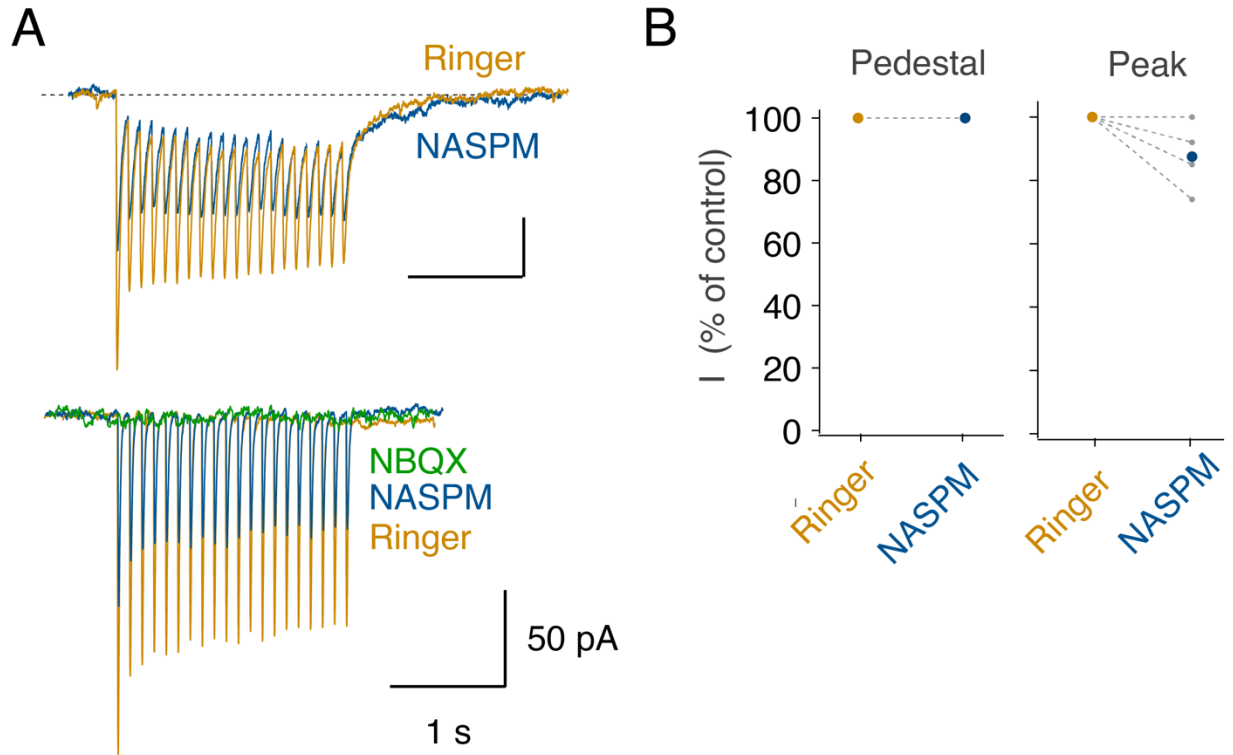 A
Ringer
NASPM
NBQX
NASPM
Ringer
50 pA
1 s
B
Pedestal
Peak
I (% of control)
100
80
60
40
20
0
Ringer
NASPM
Ringer
NASPM